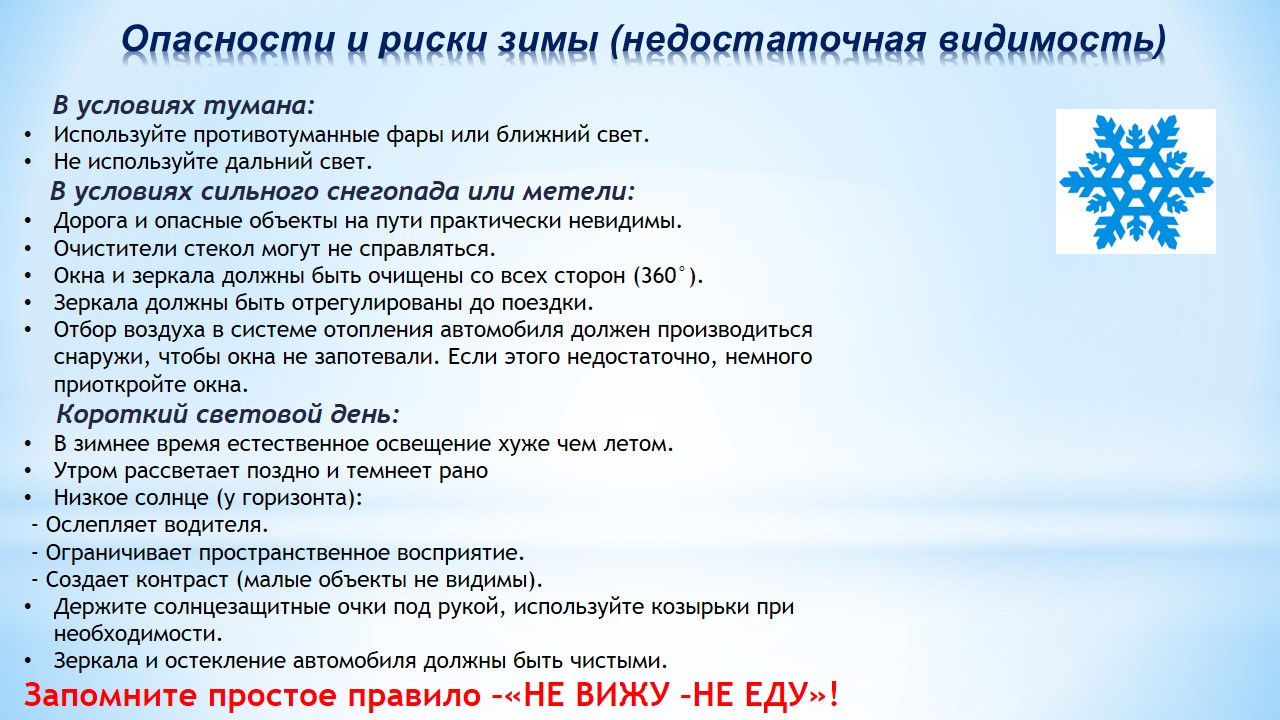 Опасности и риски зимы (недостаточная видимость)
В условиях тумана:
• Используйте противотуманные фары или ближний свет.
• Не используйте дальний свет.
В условиях сильного снегопада или метели:
• Дорога и опасные объекты на пути практически невидимы.
• Очистители стекол могут не справляться.
• Окна и зеркала должны быть очищены со всех сторон (360°).
• Зеркала должны быть отрегулированы до поездки.
• Отбор воздуха в системе отопления автомобиля должен производиться
снаружи, чтобы окна не запотевали. Если этого недостаточно, немного
приоткройте окна.
Короткий световой день:
• В зимнее время естественное освещение хуже чем летом.
• Утром рассветает поздно и темнеет рано
• Низкое солнце (у горизонта):
- Ослепляет водителя.
- Ограничивает пространственное восприятие.
- Создает контраст (малые объекты не видимы).
• Держите солнцезащитные очки под рукой, используйте козырьки при
необходимости.
• Зеркала и остекление автомобиля должны быть чистыми.
Запомните простое правило –«НЕ ВИЖУ –НЕ ЕДУ»!